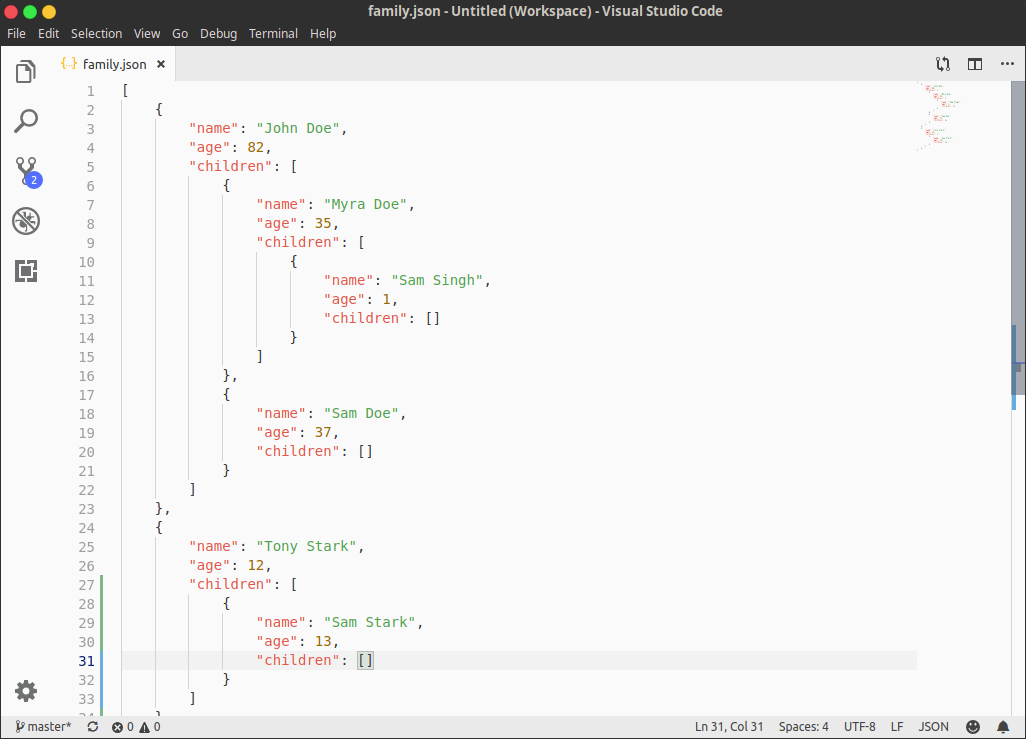 family.json - Untitled (Workspace) - Visual Studio Code
File Edit Selection View Go Debug Terminal Help
{..} family.json ×
1 [
2     {
3         "name": "John Doe",
4         "age": 82,
5         "children": [
6             {
7                 "name": "Myra Doe",
8                 "age": 35,
9                 "children": [
10                     {
11                         "name": "Sam Singh",
12                         "age": 1,
13                         "children": []
14                     }
15                 ]
16             },
17             {
18                 "name": "Sam Doe",
19                 "age": 37,
20                 "children": []
21             }
22         ]
23     },
24     {
25         "name": "Tony Stark",
26         "age": 12,
27         "children": [
28             {
29                 "name": "Sam Stark",
30                 "age": 13,
31                 "children": []
32             }
33         ]
2
master* 0 0 Ln 31, Col 31 Spaces: 4 UTF-8 LF JSON